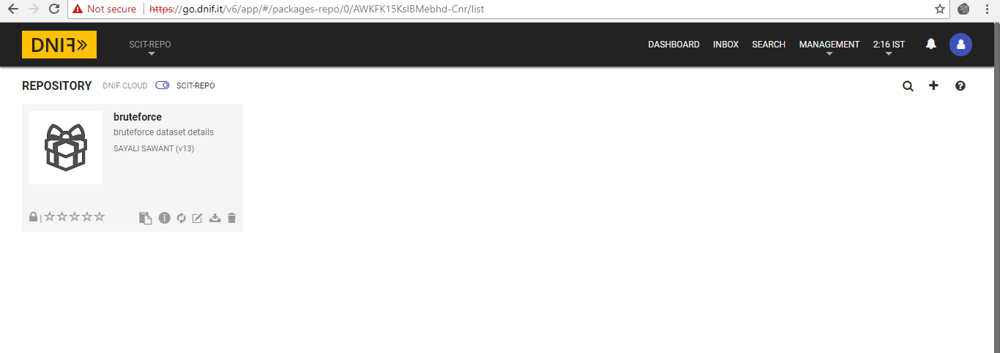 Not secure https://go.dnif.it/v6/app/#/packages-repo/0/AWKFK15KsIBMebhd-Cnr/list
DNIF SCIT-REPO DASHBOARD INBOX SEARCH MANAGEMENT 2:16 IST
REPOSITORY DNIF CLOUD SCIT-REPO
bruteforce
bruteforce dataset details
SAYALI SAWANT (v13)